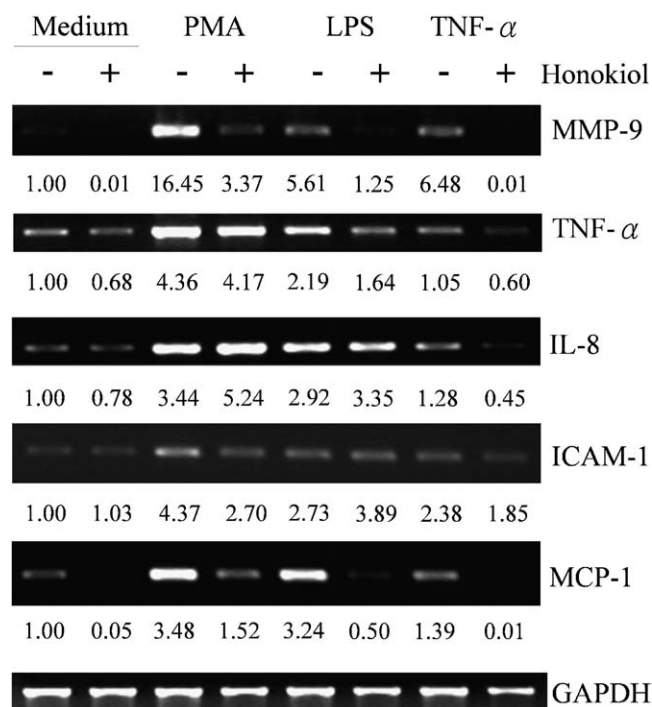 Medium PMA LPS TNF-α
- + - + - + - + Honokiol
MMP-9
1.00 0.01 16.45 3.37 5.61 1.25 6.48 0.01
TNF-α
1.00 0.68 4.36 4.17 2.19 1.64 1.05 0.60
IL-8
1.00 0.78 3.44 5.24 2.92 3.35 1.28 0.45
ICAM-1
1.00 1.03 4.37 2.70 2.73 3.89 2.38 1.85
MCP-1
1.00 0.05 3.48 1.52 3.24 0.50 1.39 0.01
GAPDH